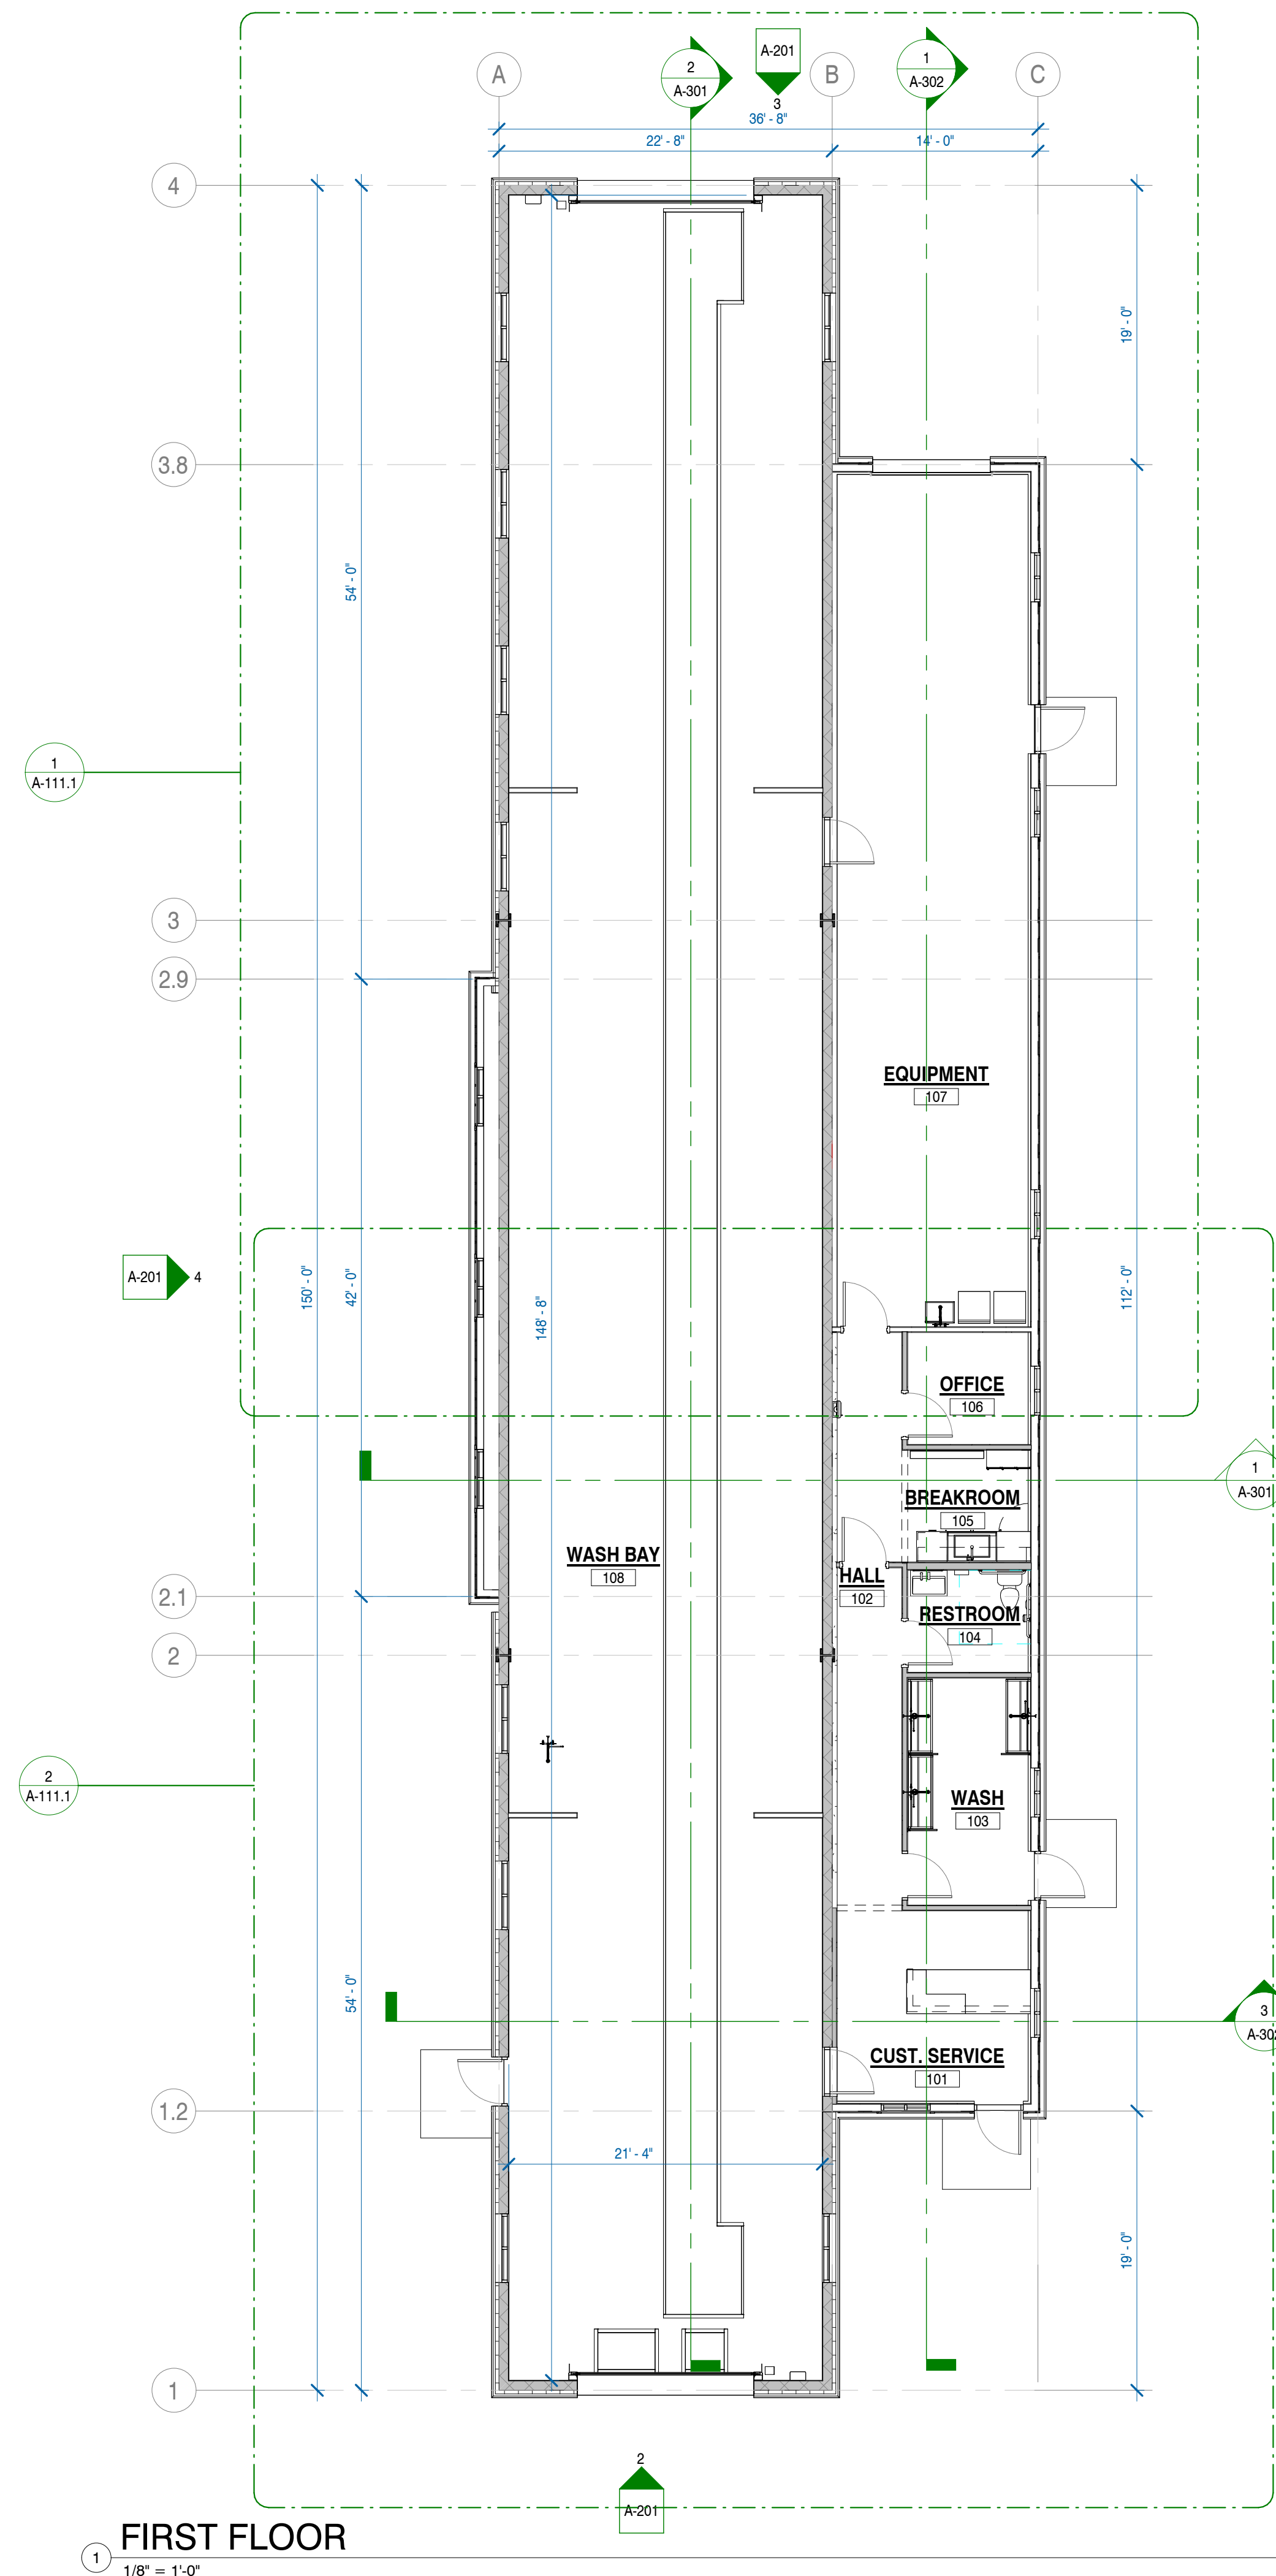 A
2
A-301
A-201
3
B
1
A-302
C
36' - 8"
22' - 8"
14' - 0"
4
19' - 0"
3.8
54' - 0"
1
A-111.1
3
2.9
EQUIPMENT
107
A-201
4
150' - 0"
42' - 0"
148' - 8"
112' - 0"
OFFICE
106
1
A-301
BREAKROOM
105
WASH BAY
108
HALL
102
2.1
RESTROOM
104
2
2
A-111.1
WASH
103
54' - 0"
3
CUST. SERVICE
101
1.2
21' - 4"
19' - 0"
1
2
A-201
FIRST FLOOR
1
1/8" = 1'-0"